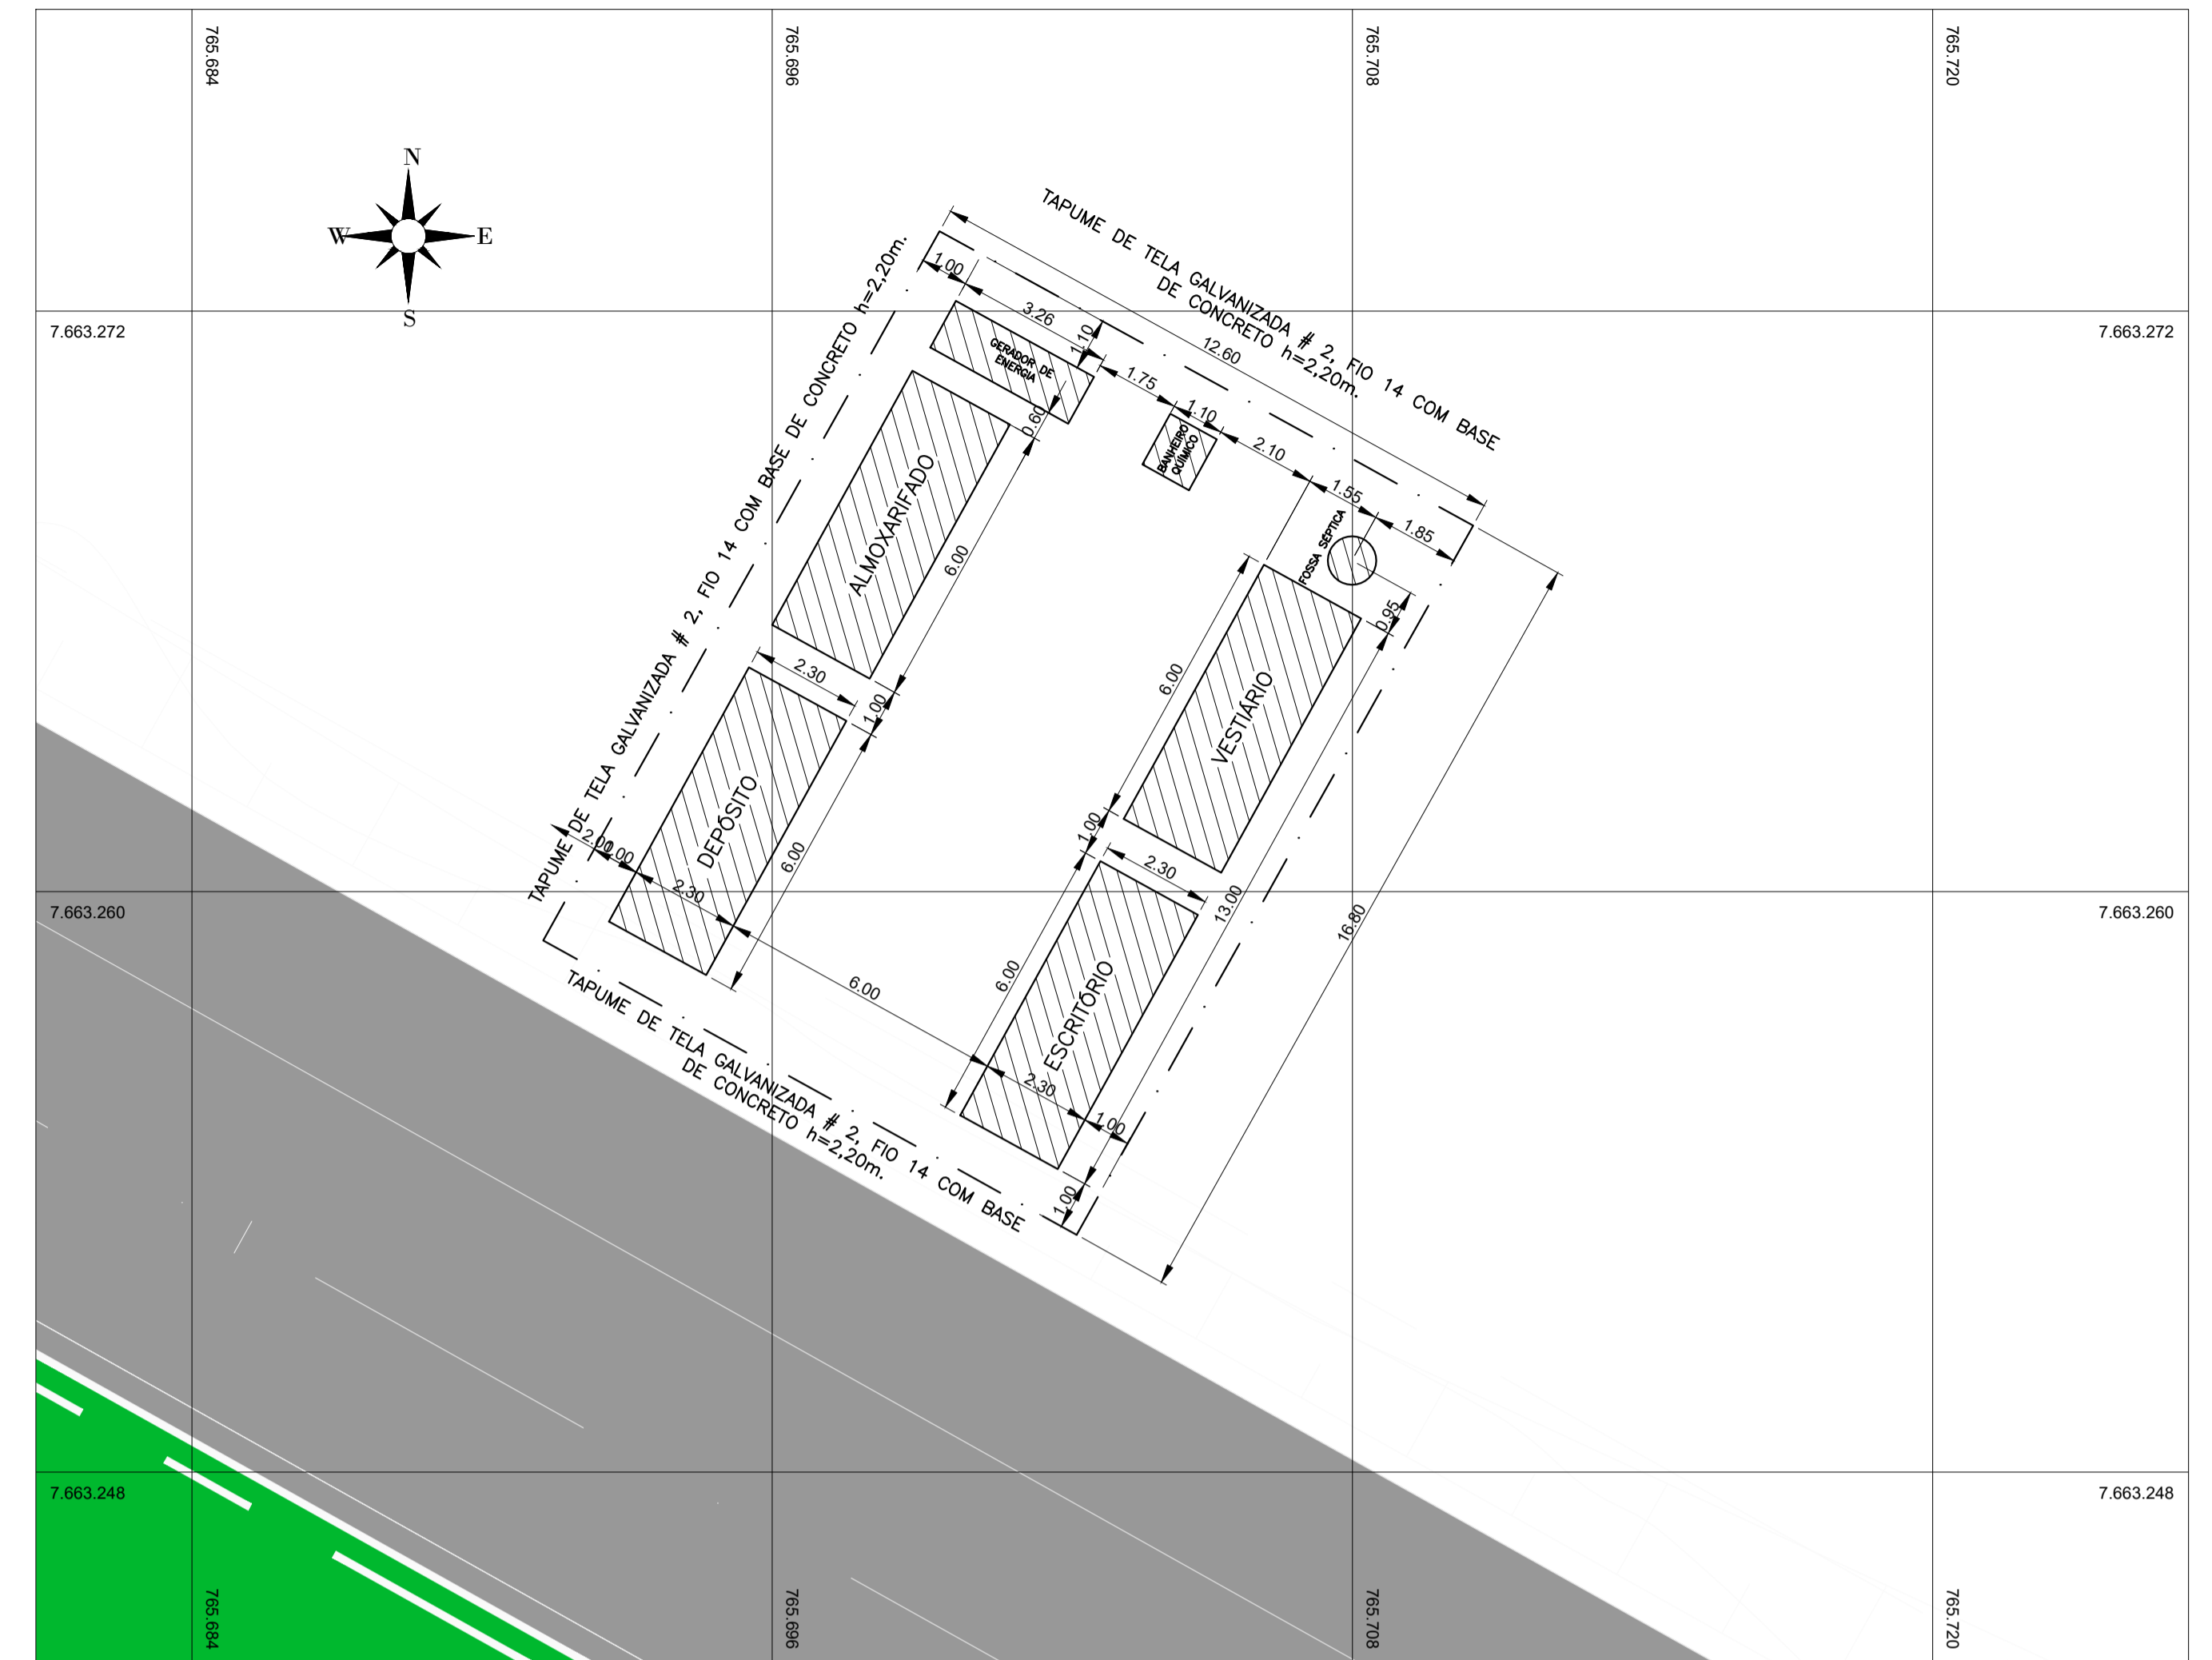 765.684
765.696
765.708
765.720
N
W
E
S
TAPUME DE TELA GALVANIZADA # 2, FIO 14 COM BASE
DE CONCRETO h=2,20m.
12.60
TAPUME DE TELA GALVANIZADA # 2, FIO 14 COM BASE DE CONCRETO h=2,20m.
1.00
3.26
1.10
7.663.272
7.663.272
GERADOR DE
ENERGIA
1.75
1.10
2.10
1.55
1.85
0.60
BANHEIRO
QUÍMICO
FOSSA SÉPTICA
ALMOXARIFADO
6.00
0.95
2.30
1.00
6.00
VESTIÁRIO
DEPÓSITO
2.00
1.00
2.30
6.00
1.00
2.30
13.00
16.80
7.663.260
7.663.260
6.00
6.00
ESCRITÓRIO
2.30
1.00
1.00
TAPUME DE TELA GALVANIZADA # 2, FIO 14 COM BASE
DE CONCRETO h=2,20m.
7.663.248
7.663.248
765.684
765.696
765.708
765.720